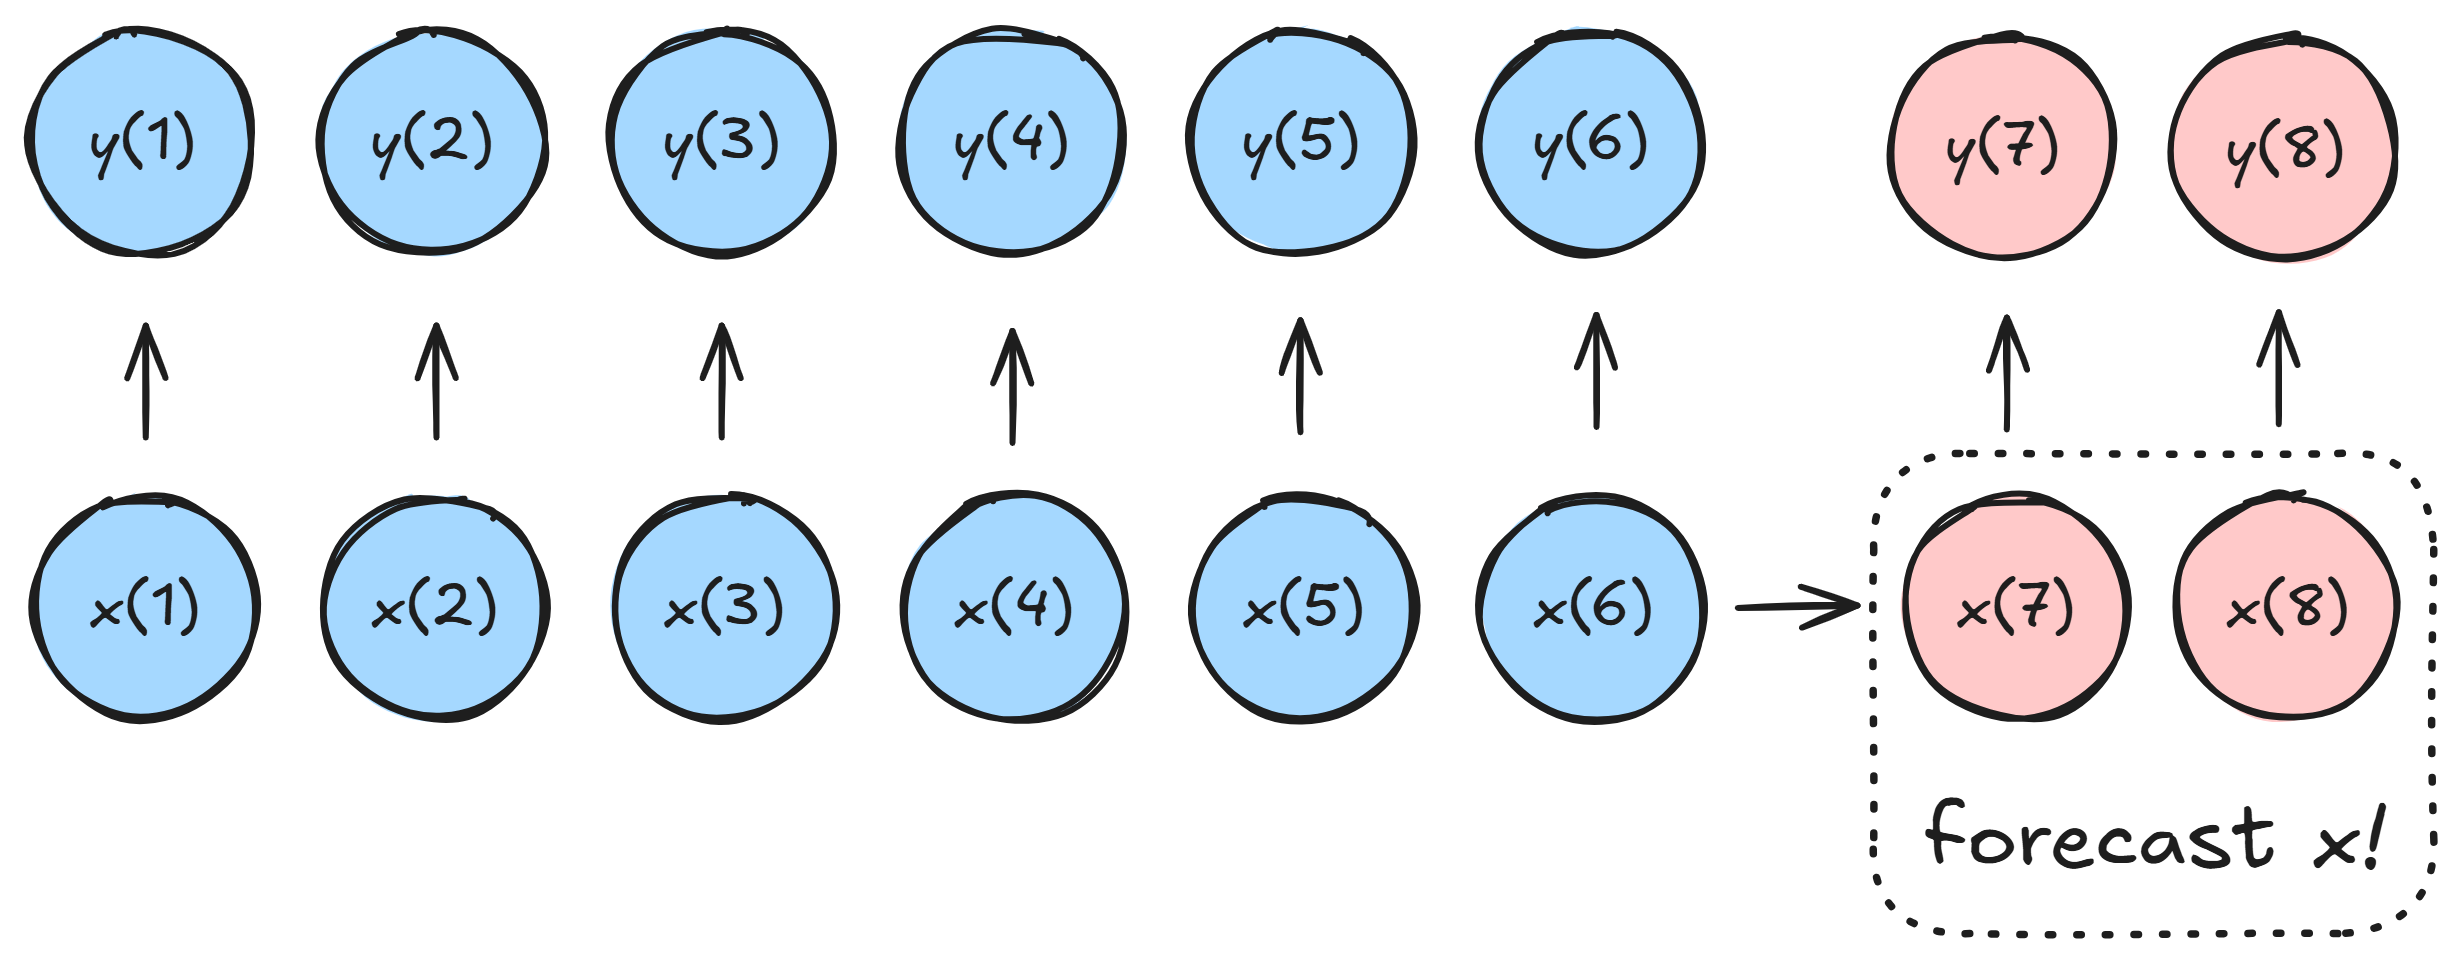 y(1) y(2) y(3) y(4) y(5) y(6) y(7) y(8)
x(1) x(2) x(3) x(4) x(5) x(6) x(7) x(8)
forecast x!